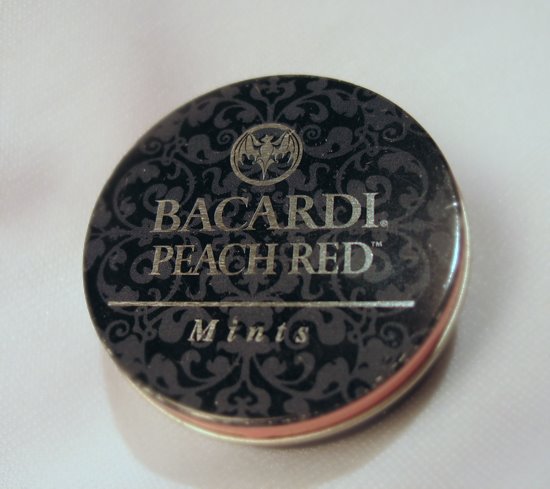 BACARDI®
PEACH RED™
Mints